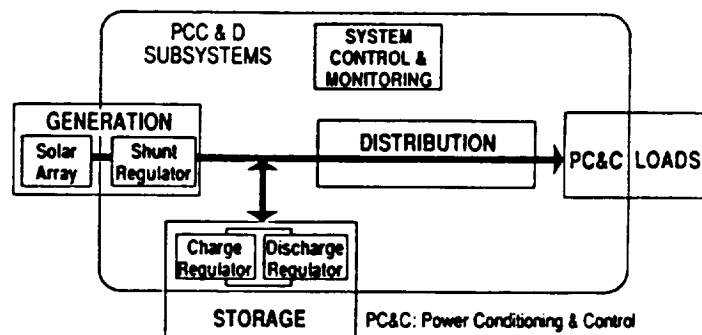 PCC & D
SUBSYSTEMS
SYSTEM
CONTROL &
MONITORING
GENERATION
Solar
Array
Shunt
Regulator
DISTRIBUTION
PC&C LOADS
Charge
Regulator
Discharge
Regulator
STORAGE
PC&C: Power Conditioning & Control